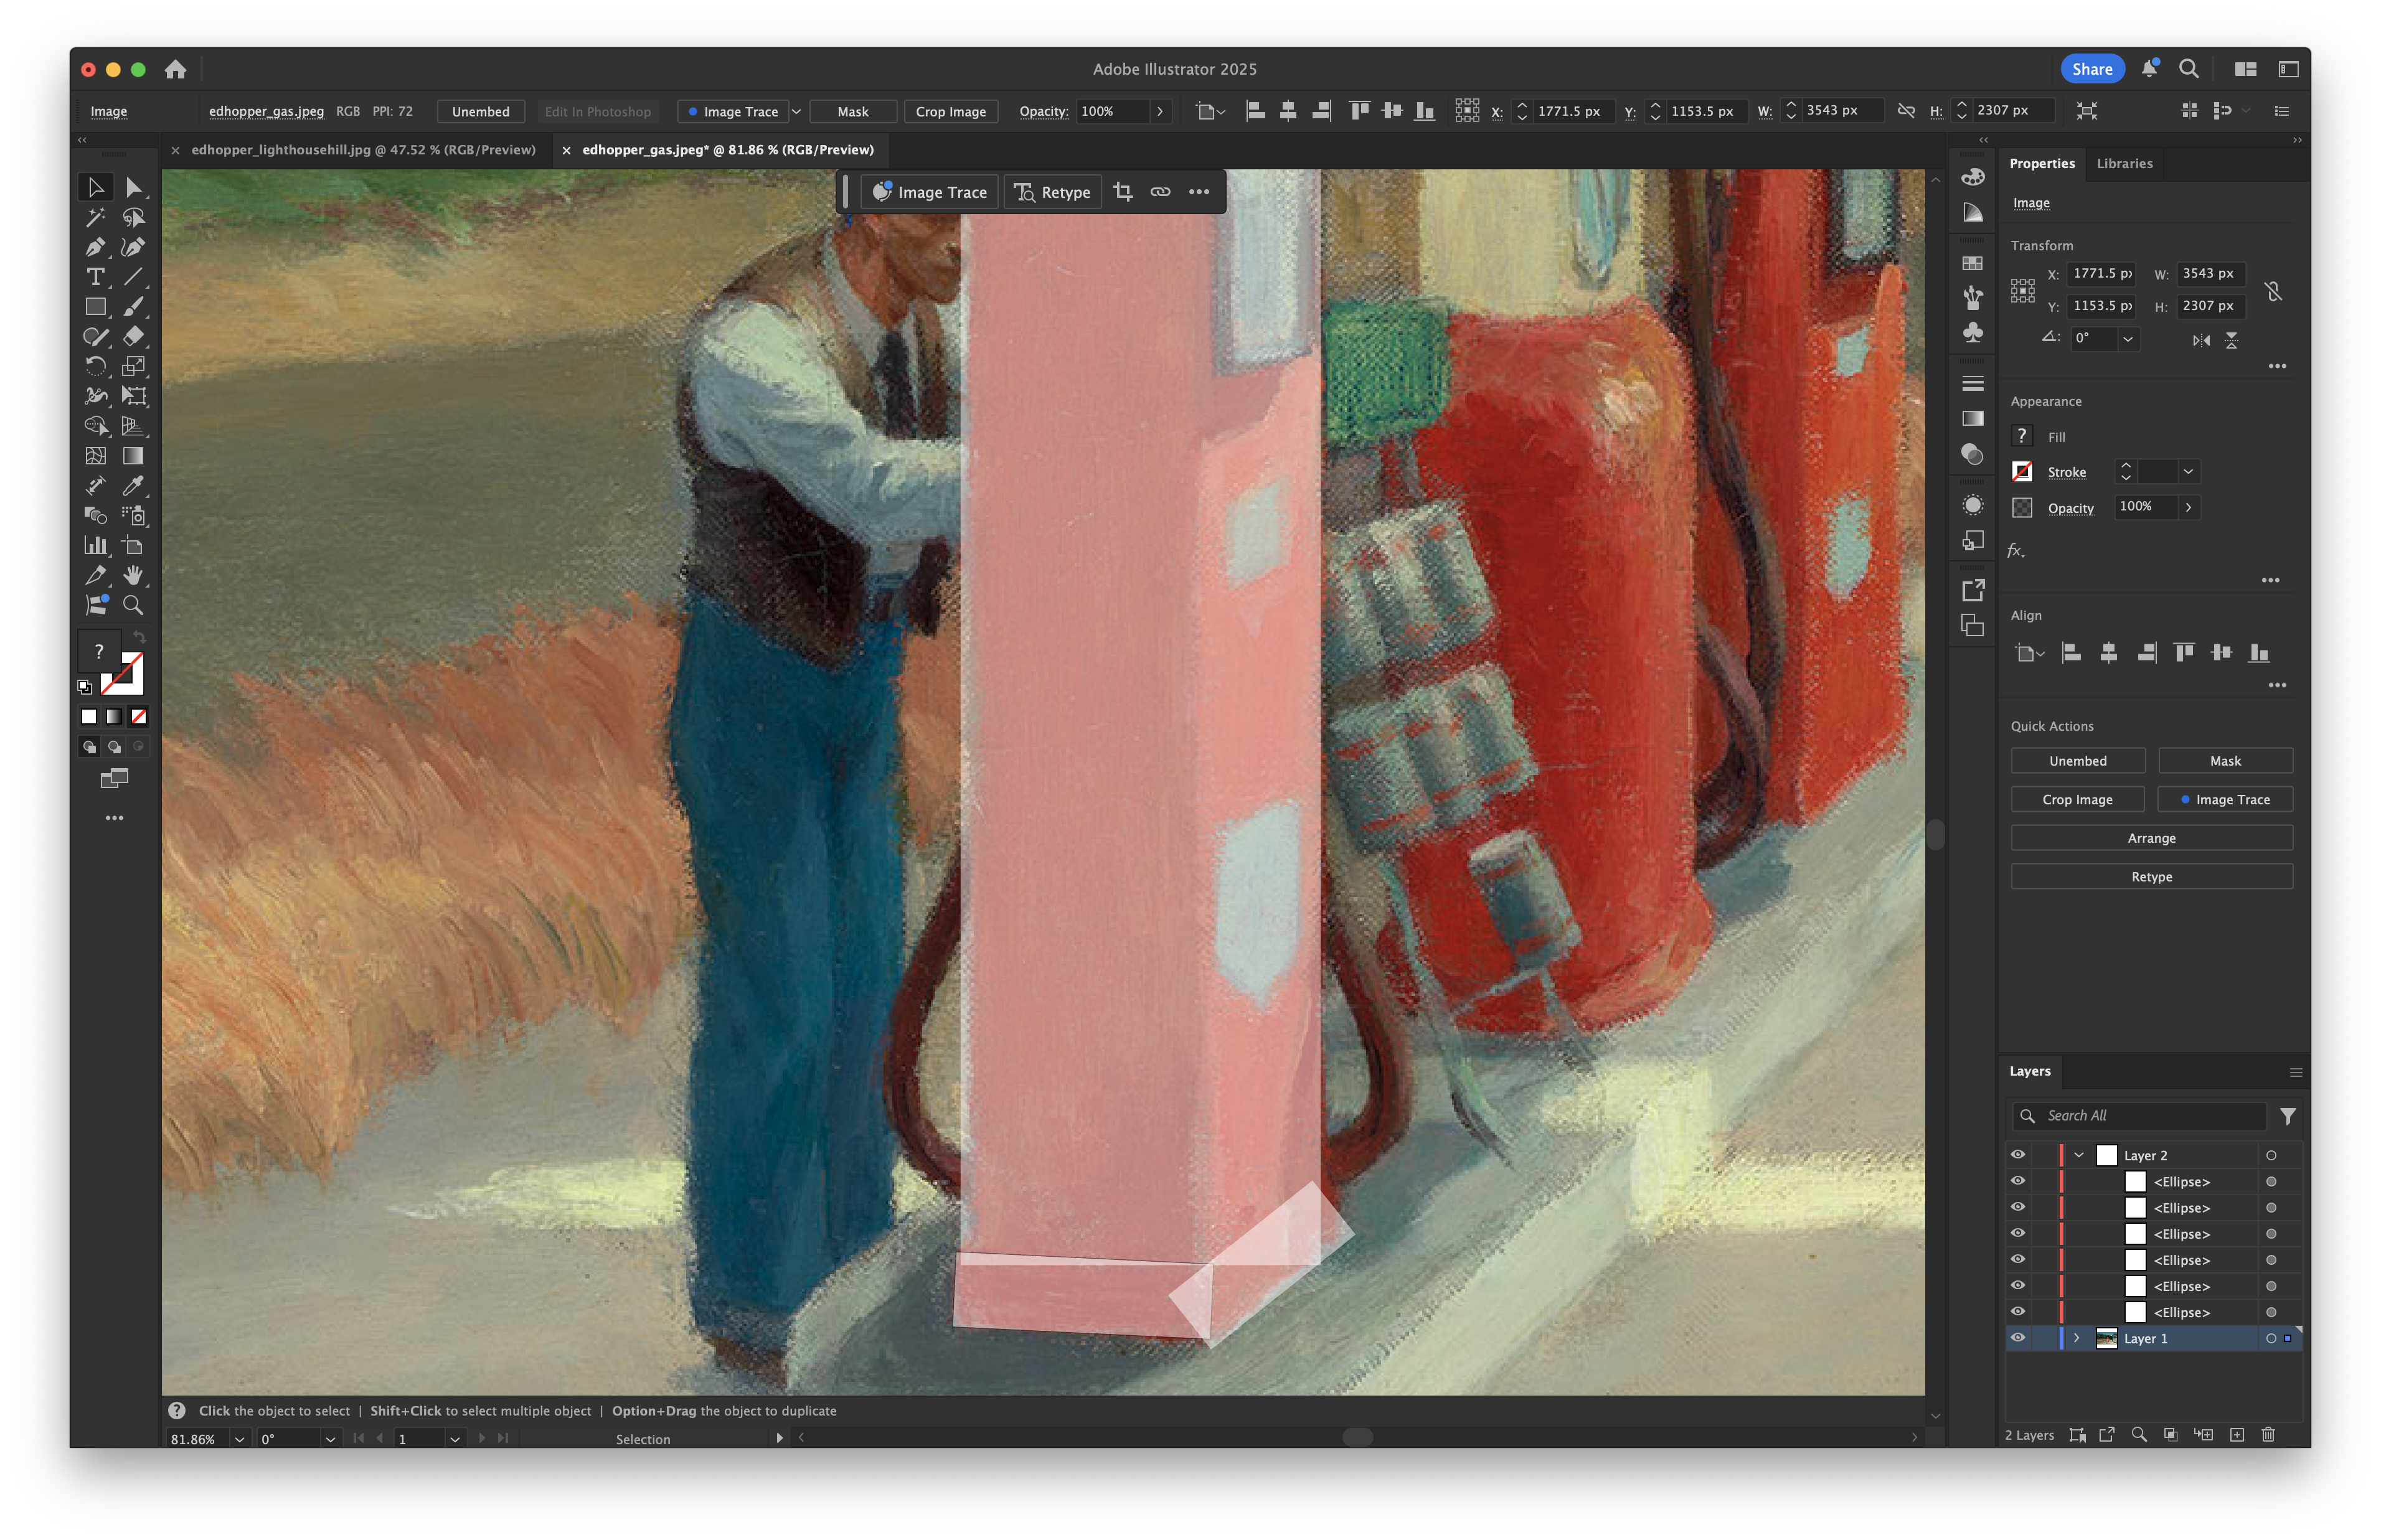 Adobe Illustrator 2025
Share
Image edhopper_gas.jpeg RGB PPI: 72 Unembed Edit In Photoshop Image Trace Mask Crop Image Opacity: 100% X: 1771.5 px Y: 1153.5 px W: 3543 px H: 2307 px
edhopper_lighthousehill.jpg @ 47.52 % (RGB/Preview) edhopper_gas.jpeg* @ 81.86 % (RGB/Preview)
Image Trace Retype
Properties Libraries
Image
Transform
X: 1771.5 px W: 3543 px
Y: 1153.5 px H: 2307 px
0°
Appearance
? Fill
Stroke
Opacity 100%
fx.
Align
?
Quick Actions
Unembed Mask
Crop Image Image Trace
Arrange
Retype
Layers
Search All
Layer 2
<Ellipse>
<Ellipse>
<Ellipse>
<Ellipse>
<Ellipse>
<Ellipse>
Layer 1
2 Layers
? Click the object to select | Shift+Click to select multiple object | Option+Drag the object to duplicate
81.86% 0° 1 Selection